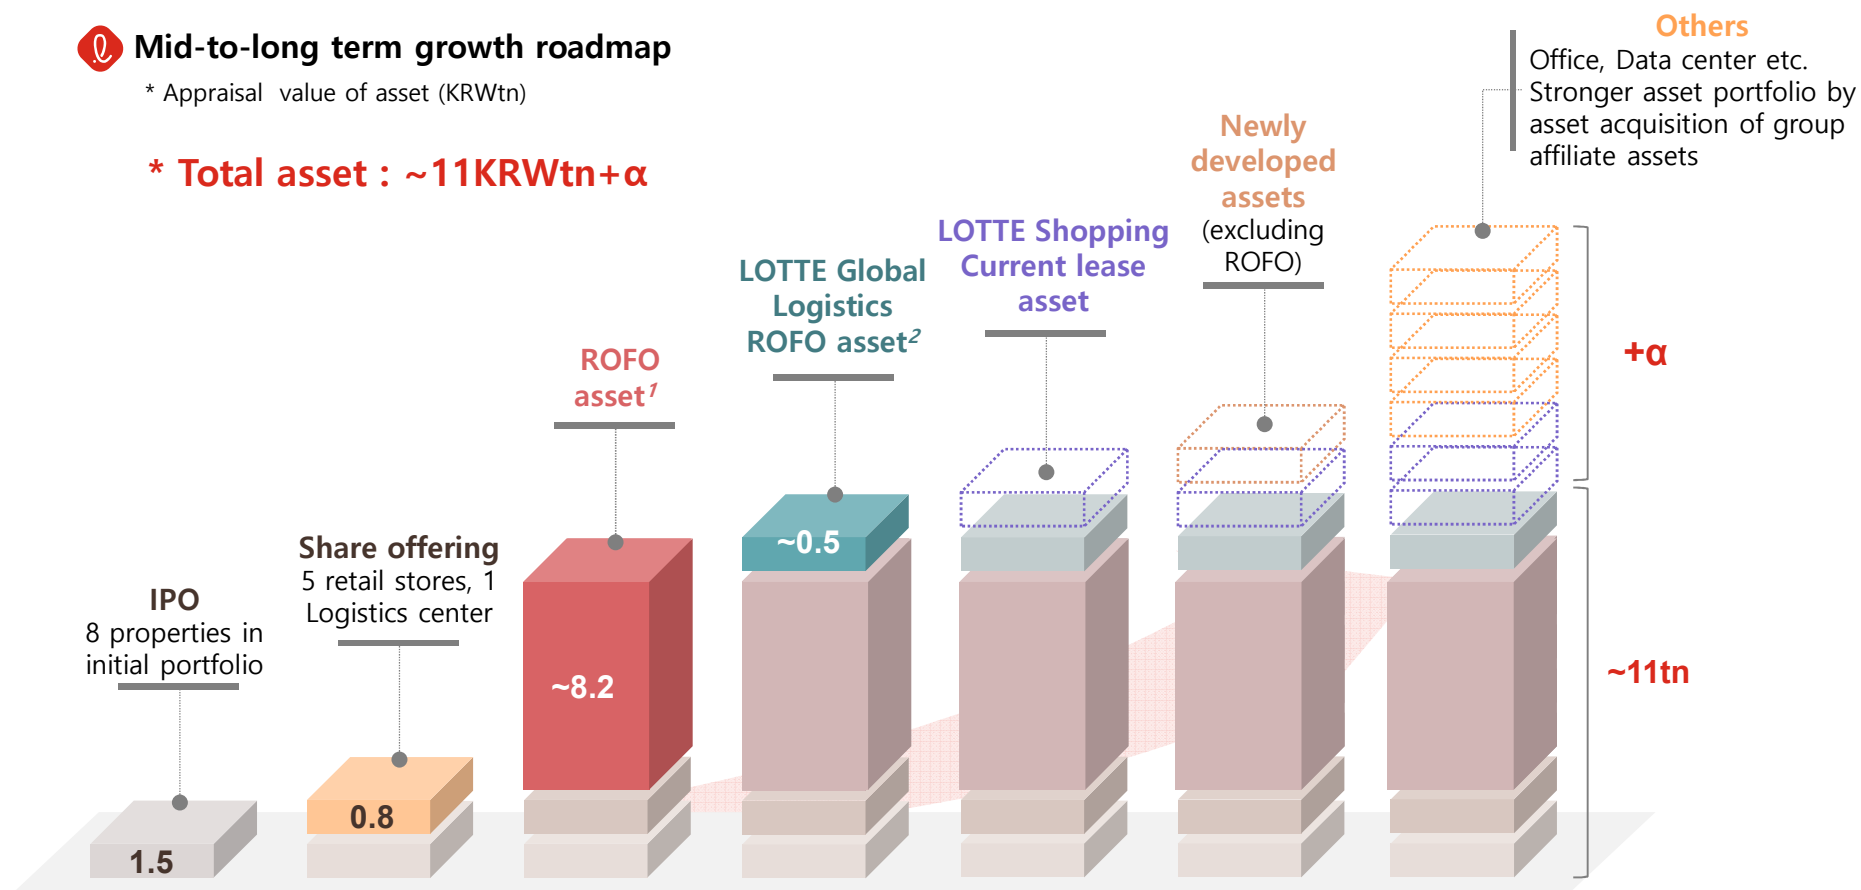 Mid-to-long term growth roadmap
* Appraisal value of asset (KRWtn)
* Total asset : ~11KRWtn+α
IPO
8 properties in
initial portfolio
1.5
Share offering
5 retail stores, 1
Logistics center
0.8
ROFO
asset1
~8.2
LOTTE Global
Logistics
ROFO asset2
~0.5
LOTTE Shopping
Current lease
asset
Newly
developed
assets
(excluding
ROFO)
Others
Office, Data center etc.
Stronger asset portfolio by
asset acquisition of group
affiliate assets
+α
~11tn